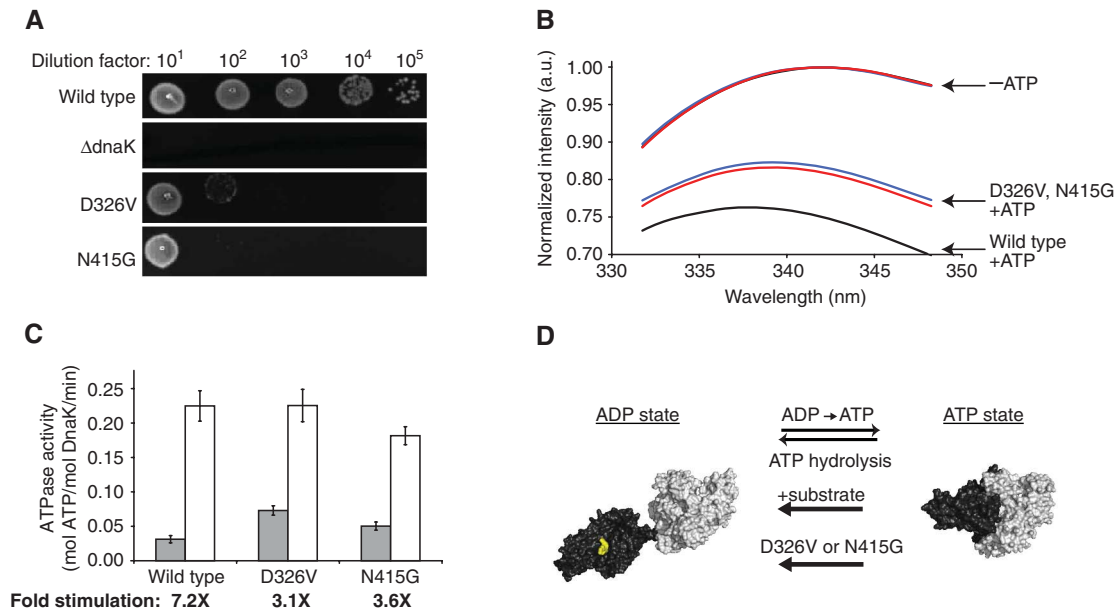 A
Dilution factor: 10¹ 10² 10³ 10⁴ 10⁵
Wild type
ΔdnaK
D326V
N415G
B
Normalized intensity (a.u.)
1.00
0.95
0.90
0.85
0.80
0.75
0.70
330 335 340 345 350
Wavelength (nm)
–ATP
D326V, N415G
+ATP
Wild type
+ATP
C
ATPase activity
(mol ATP/mol DnaK/min)
0.25
0.20
0.15
0.10
0.05
0.00
Wild type D326V N415G
Fold stimulation: 7.2X 3.1X 3.6X
D
ADP state
ADP → ATP
ATP hydrolysis
ATP state
+substrate
D326V or N415G